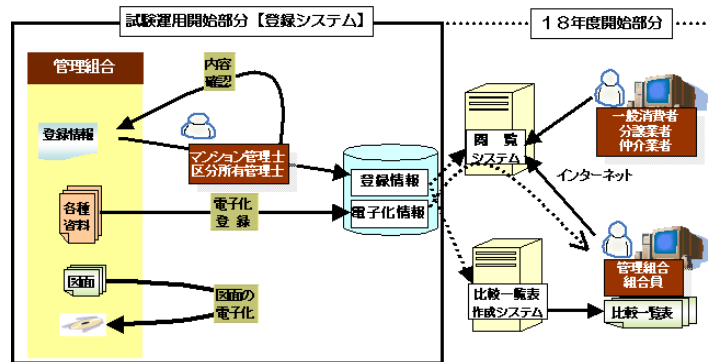 試験運用開始部分【登録システム】
18年度開始部分
管理組合
内容
確認
登録情報
マンション管理士
区分所有管理士
各種
資料
電子化
登録
登録情報
電子化情報
図面
図面の
電子化
閲覧
システム
一般消費者
分譲業者
仲介業者
インターネット
管理組合
組合員
比較一覧表
作成システム
比較一覧表